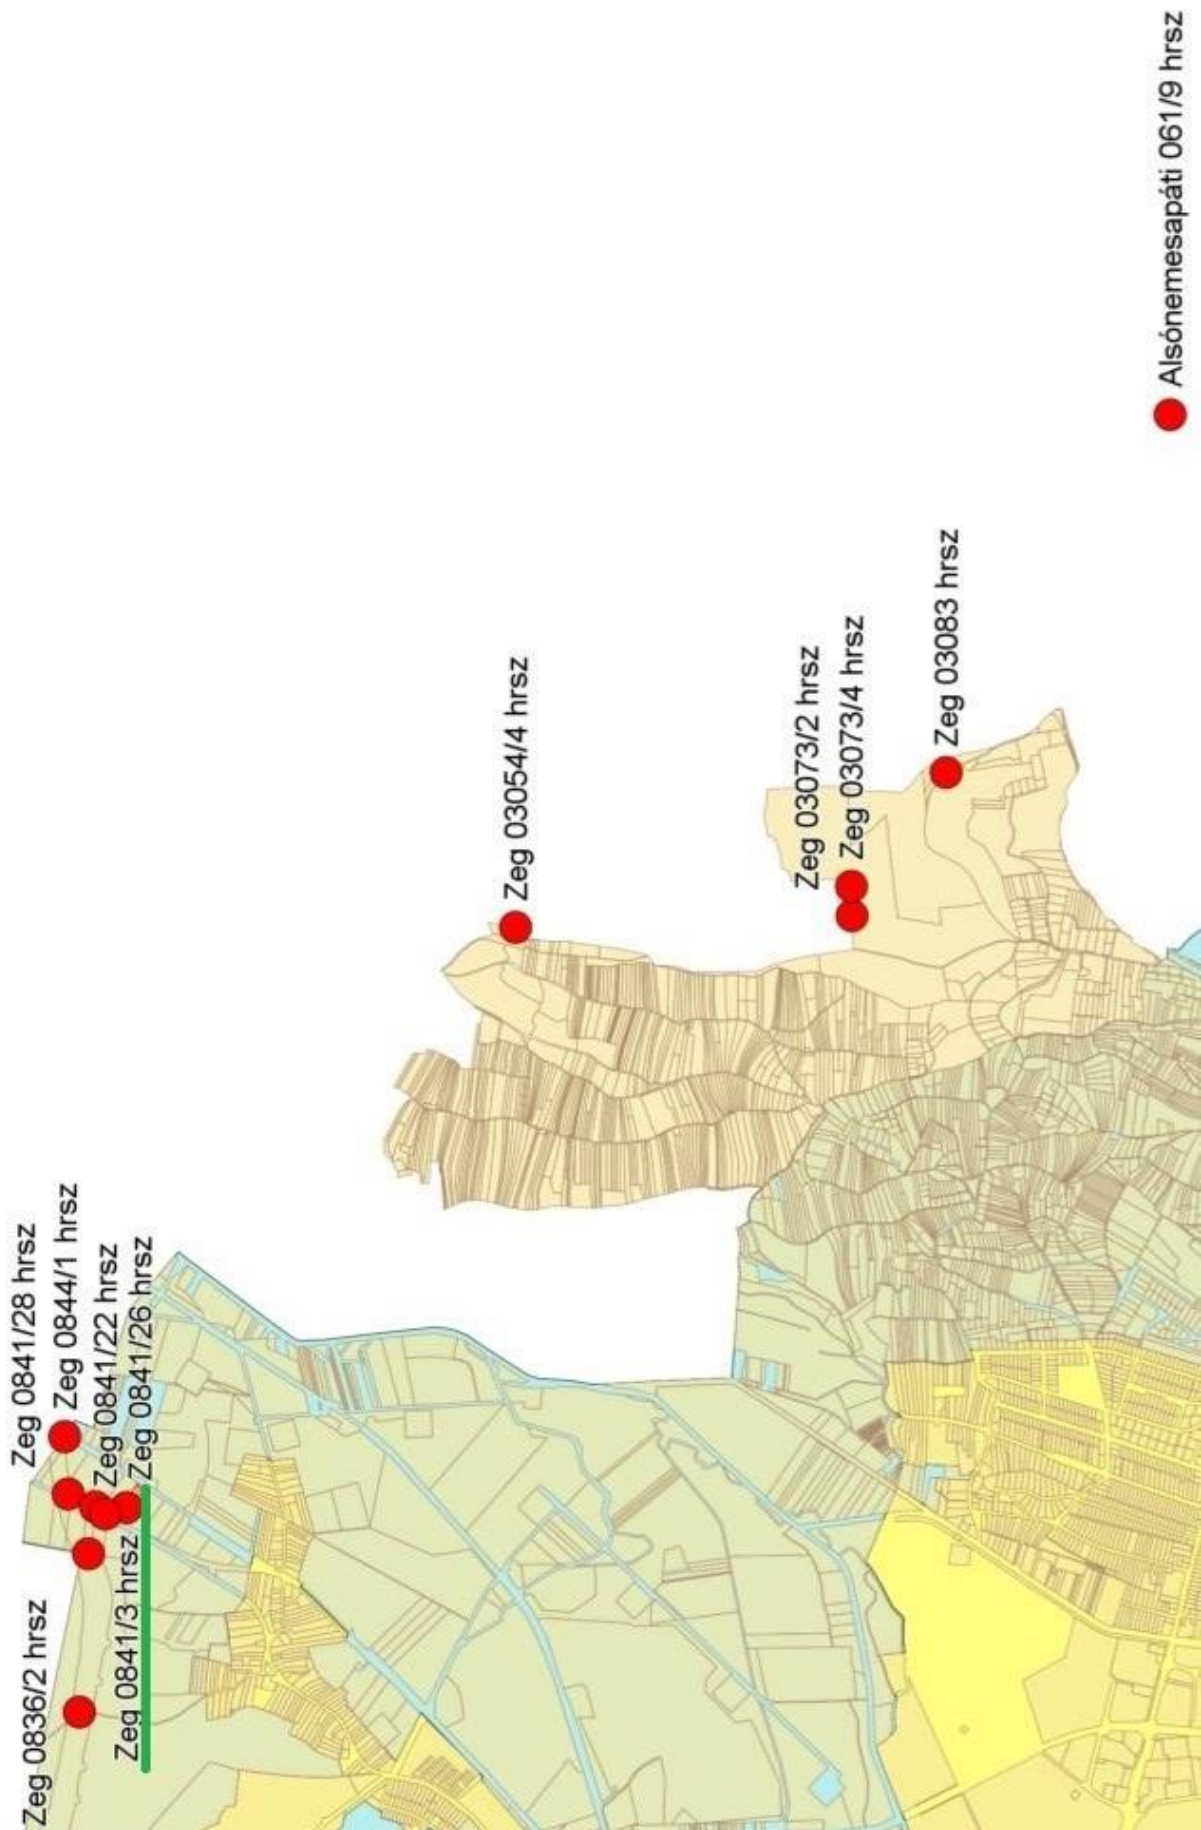 Zeg 0836/2 hrsz
Zeg 0841/28 hrsz
Zeg 0844/1 hrsz
Zeg 0841/22 hrsz
Zeg 0841/3 hrsz
Zeg 0841/26 hrsz
Zeg 03054/4 hrsz
Zeg 03073/2 hrsz
Zeg 03073/4 hrsz
Zeg 03083 hrsz
Alsónemesapáti 061/9 hrsz